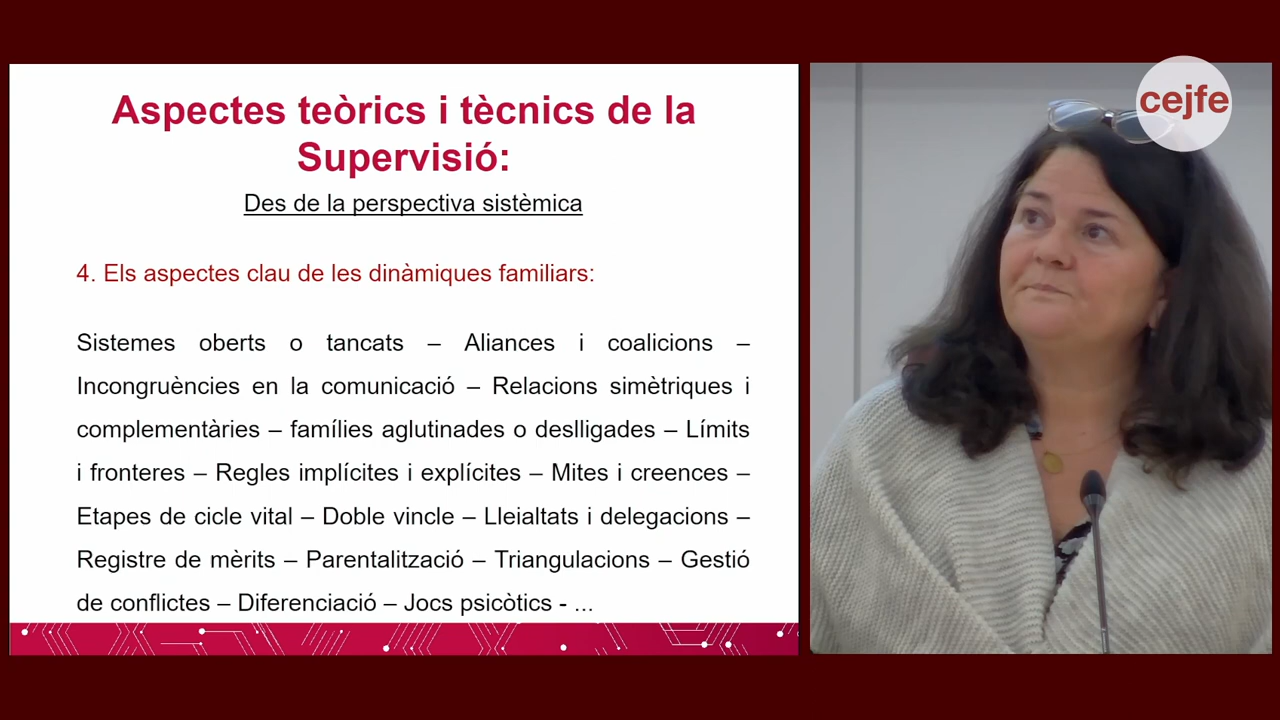 Aspectes teòrics i tècnics de la
Supervisió:
Des de la perspectiva sistèmica
4. Els aspectes clau de les dinàmiques familiars:
Sistemes oberts o tancats – Aliances i coalicions –
Incongruències en la comunicació – Relacions simètriques i
complementàries – famílies aglutinades o deslligades – Límits
i fronteres – Regles implícites i explícites – Mites i creences –
Etapes de cicle vital – Doble vincle – Lleialtats i delegacions –
Registre de mèrits – Parentalització – Triangulacions – Gestió
de conflictes – Diferenciació – Jocs psicòtics - ...
cejfe